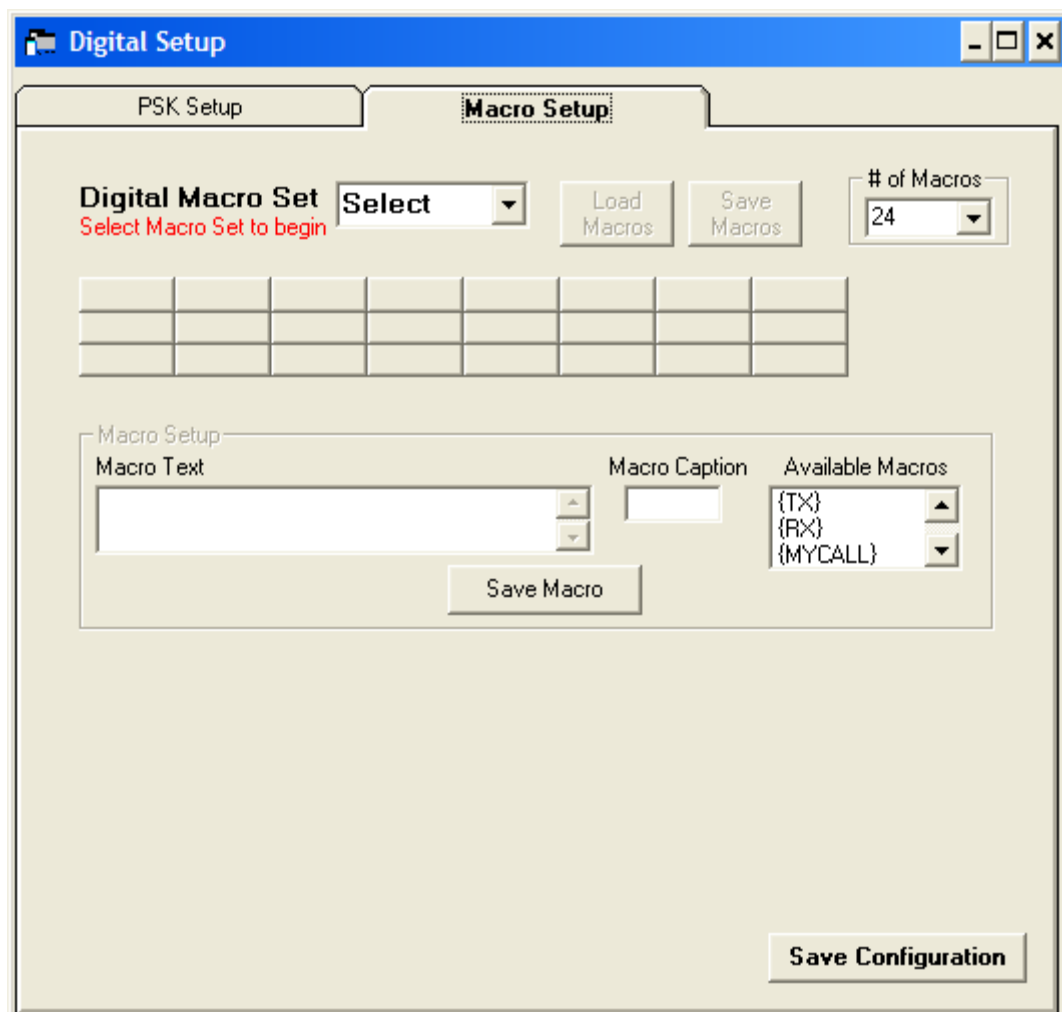 Digital Setup
PSK Setup
Macro Setup
Digital Macro Set
Select Macro Set to begin
Select
Load
Macros
Save
Macros
# of Macros
24
Macro Setup
Macro Text
Macro Caption
Available Macros
{TX}
{RX}
{MYCALL}
Save Macro
Save Configuration